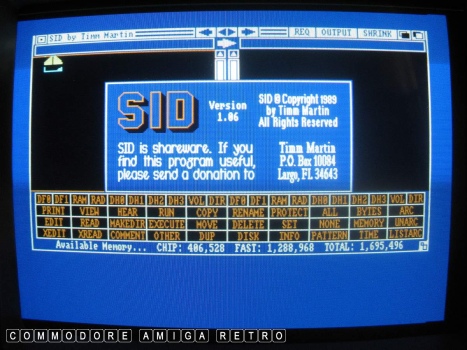 SID by Timm Martin
REQ OUTPUT SHRINK
SID
Version
1.06
SID © Copyright 1989
by Timm Martin
All Rights Reserved
SID is shareware. If you
find this program useful,
please send a donation to
Timm Martin
P.O. Box 10084
Largo, FL 34643
DF0 DF1 RAM RAD DH0 DH1 DH2 DH3 VOL DIR DF0 DF1 RAM RAD DH0 DH1 DH2 DH3 VOL DIR
PRINT VIEW HEAR RUN COPY RENAME PROTECT ALL BYTES ARC
EDIT READ MAKEDIR EXECUTE MOVE DELETE SET NONE MEMORY UNARC
XEDIT XREAD COMMENT OTHER DUP DISK INFO PATTERN TIME LISTARC
Available Memory... CHIP: 406,528 FAST: 1,288,968 TOTAL: 1,695,496
COMMODORE AMIGA RETRO